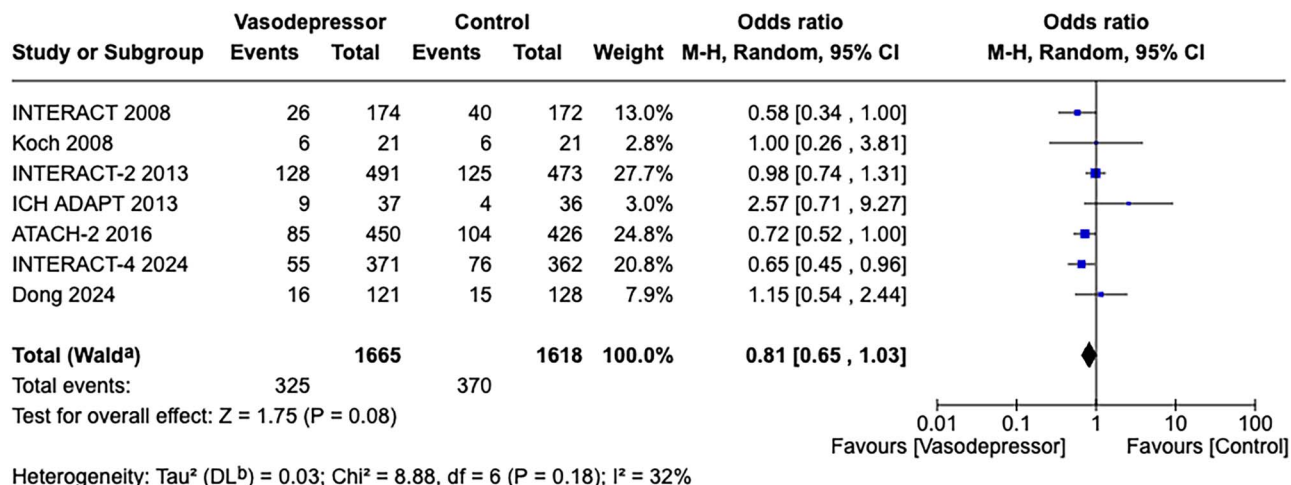 Vasodepressor Control Odds ratio Odds ratio
Study or Subgroup Events Total Events Total Weight M-H, Random, 95% CI M-H, Random, 95% CI
INTERACT 2008 26 174 40 172 13.0% 0.58 [0.34 , 1.00]
Koch 2008 6 21 6 21 2.8% 1.00 [0.26 , 3.81]
INTERACT-2 2013 128 491 125 473 27.7% 0.98 [0.74 , 1.31]
ICH ADAPT 2013 9 37 4 36 3.0% 2.57 [0.71 , 9.27]
ATACH-2 2016 85 450 104 426 24.8% 0.72 [0.52 , 1.00]
INTERACT-4 2024 55 371 76 362 20.8% 0.65 [0.45 , 0.96]
Dong 2024 16 121 15 128 7.9% 1.15 [0.54 , 2.44]
Total (Waldᵃ) 1665 1618 100.0% 0.81 [0.65 , 1.03]
Total events: 325 370
Test for overall effect: Z = 1.75 (P = 0.08)
0.01 0.1 1 10 100
Favours [Vasodepressor] Favours [Control]
Heterogeneity: Tau² (DLᵇ) = 0.03; Chi² = 8.88, df = 6 (P = 0.18); I² = 32%